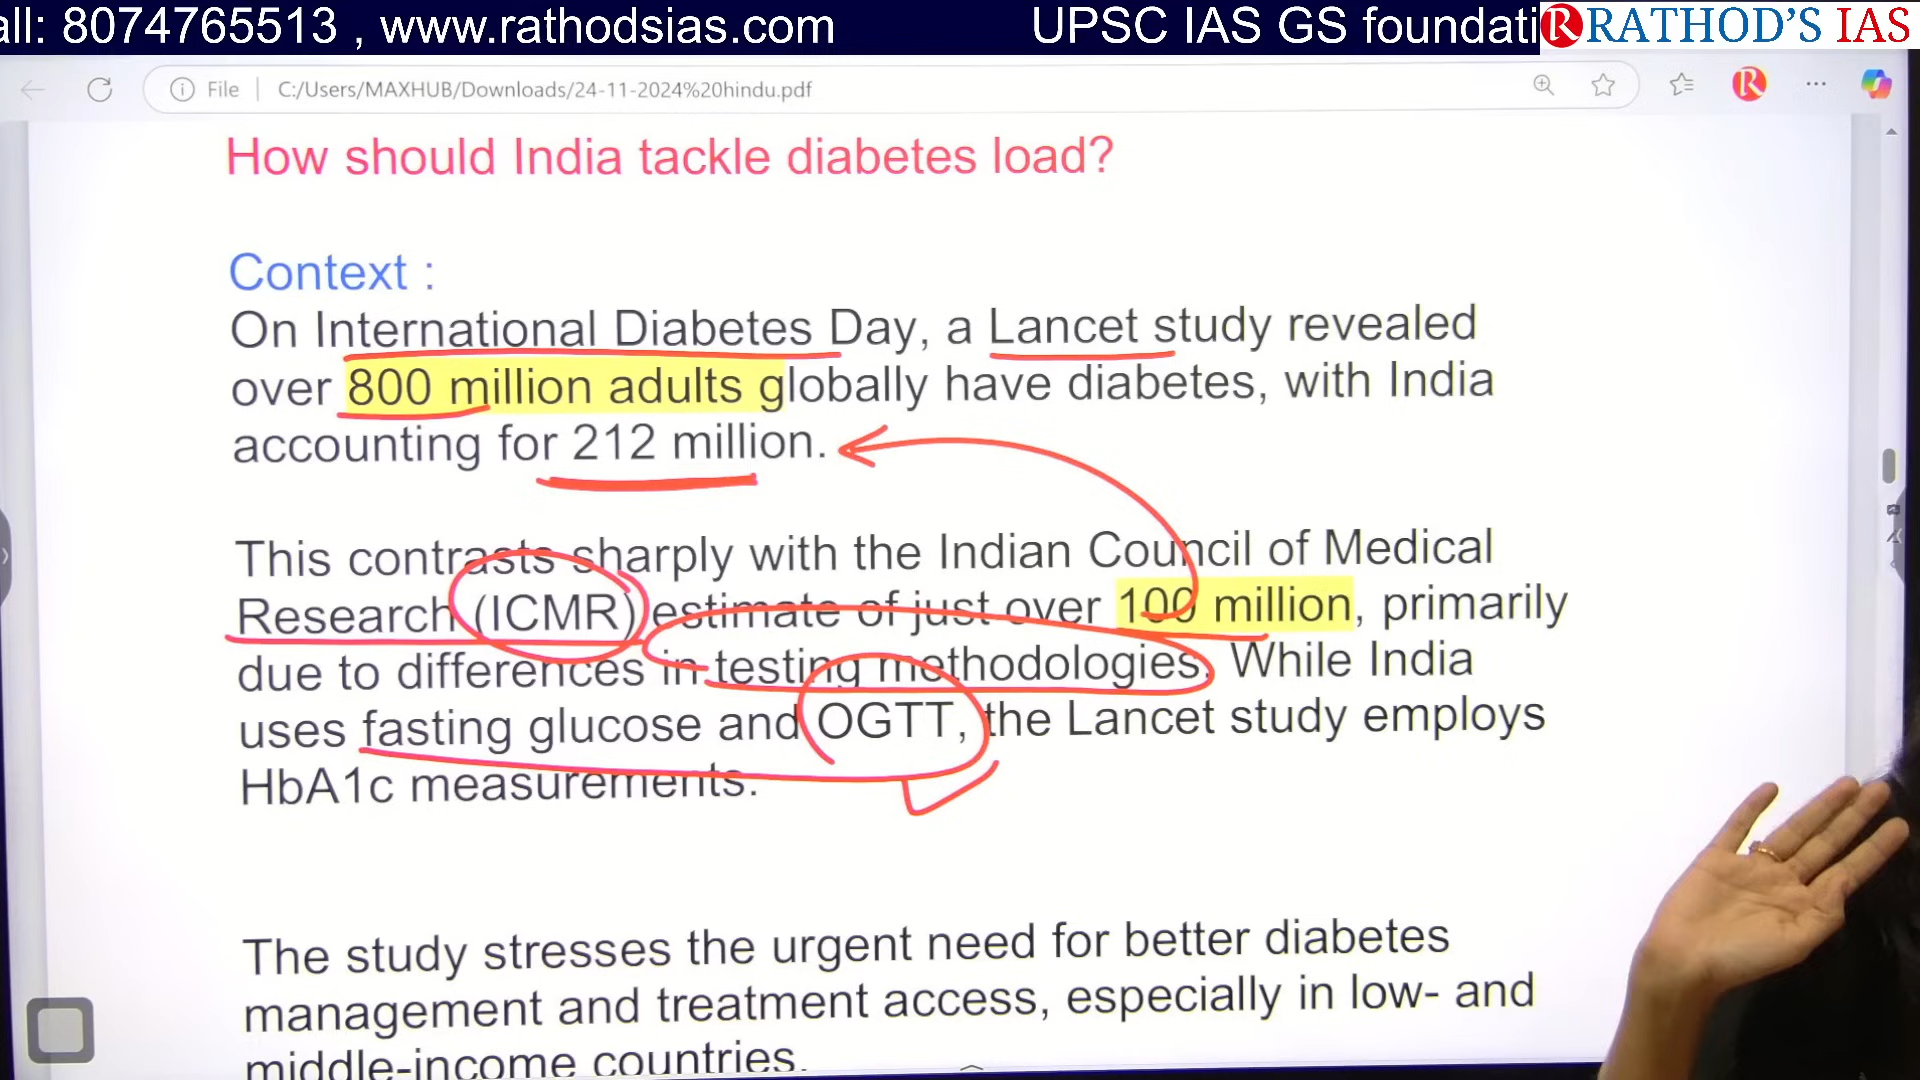 all: 8074765513 , www.rathodsias.com UPSC IAS GS foundati
R RATHOD'S IAS
File C:/Users/MAXHUB/Downloads/24-11-2024%20hindu.pdf
How should India tackle diabetes load?
Context :
On International Diabetes Day, a Lancet study revealed
over 800 million adults globally have diabetes, with India
accounting for 212 million.
This contrasts sharply with the Indian Council of Medical
Research (ICMR) estimate of just over 100 million, primarily
due to differences in testing methodologies. While India
uses fasting glucose and OGTT, the Lancet study employs
HbA1c measurements.
The study stresses the urgent need for better diabetes
management and treatment access, especially in low- and
middle-income countries.